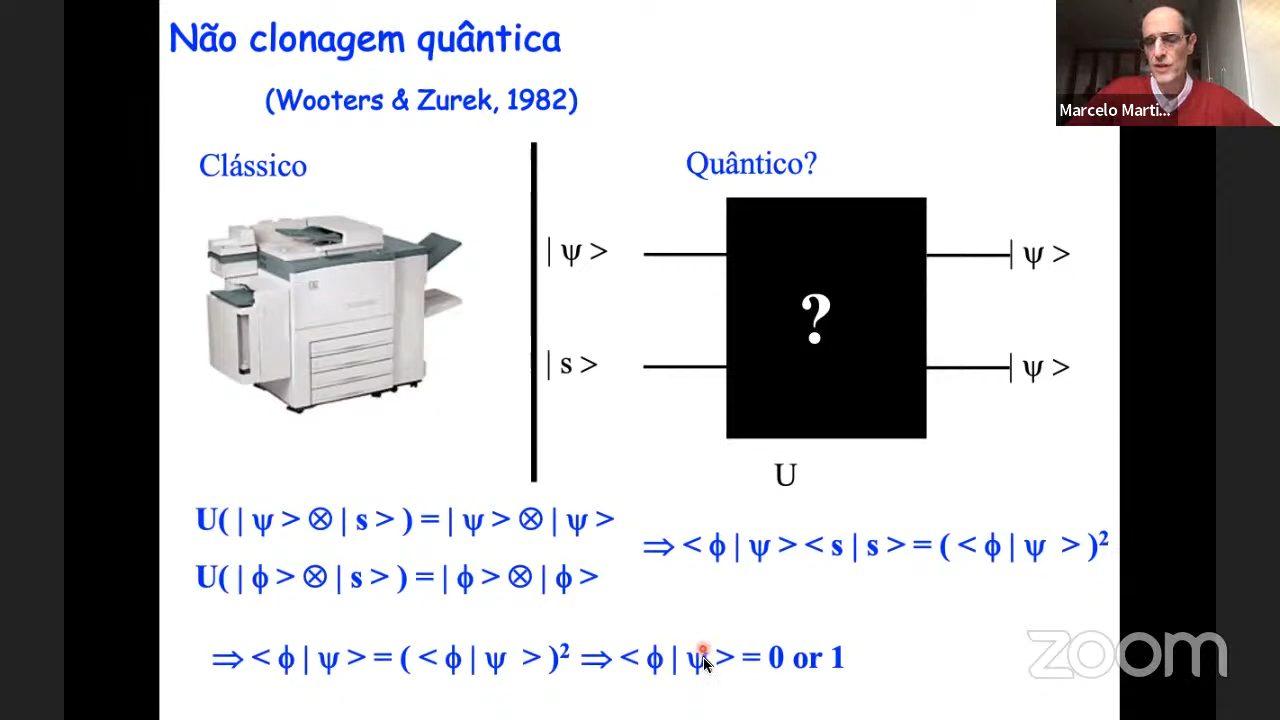 Não clonagem quântica
(Wooters & Zurek, 1982)
Marcelo Marti...
Clássico
Quântico?
| ψ >
| ψ >
?
| s >
| ψ >
U
U( | ψ > ⊗ | s > ) = | ψ > ⊗ | ψ >
⇒ < ϕ | ψ > < s | s > = ( < ϕ | ψ > )²
U( | ϕ > ⊗ | s > ) = | ϕ > ⊗ | ϕ >
⇒ < ϕ | ψ > = ( < ϕ | ψ > )² ⇒ < ϕ | ψ > = 0 or 1
zoom